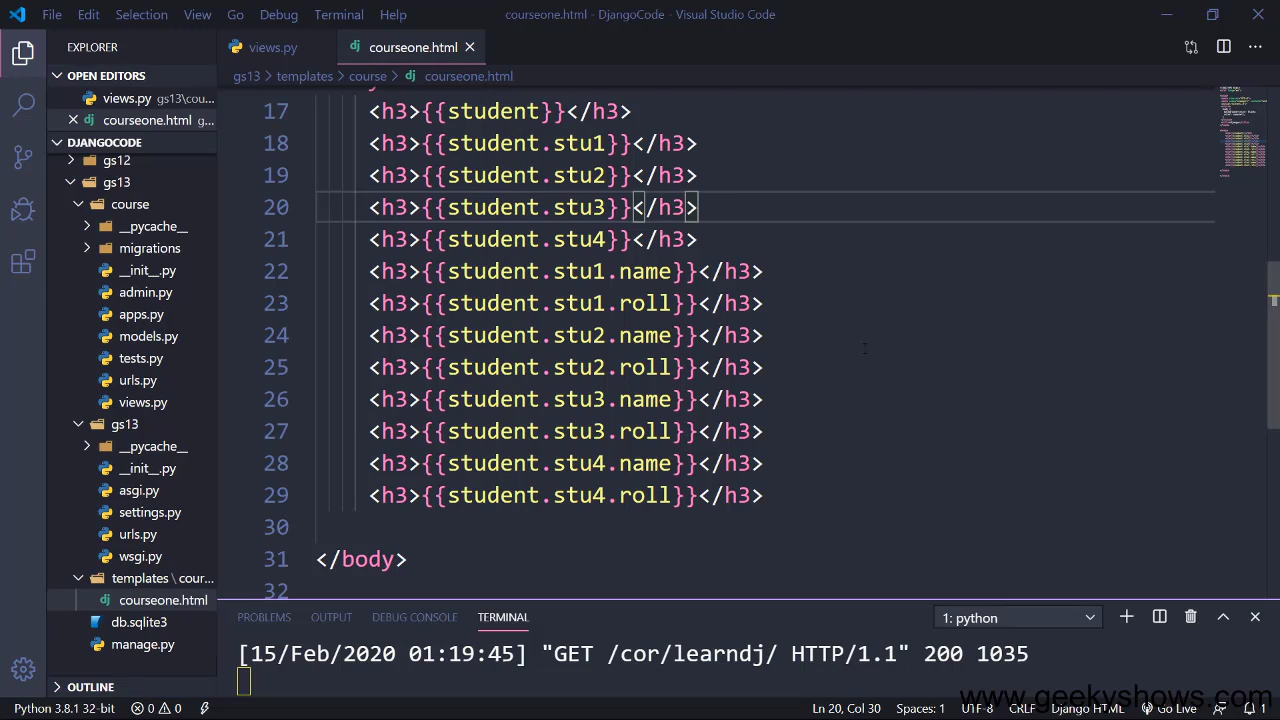 File Edit Selection View Go Debug Terminal Help courseone.html - DjangoCode - Visual Studio Code
EXPLORER
views.py
courseone.html
OPEN EDITORS
views.py gs13\cou...
courseone.html g...
DJANGOCODE
gs12
gs13
course
__pycache__
migrations
__init__.py
admin.py
apps.py
models.py
tests.py
urls.py
views.py
gs13
__pycache__
__init__.py
asgi.py
settings.py
urls.py
wsgi.py
templates \ cour...
courseone.html
db.sqlite3
manage.py
OUTLINE
gs13 > templates > course > courseone.html
17 <h3>{{student}}</h3>
18 <h3>{{student.stu1}}</h3>
19 <h3>{{student.stu2}}</h3>
20 <h3>{{student.stu3}}</h3>
21 <h3>{{student.stu4}}</h3>
22 <h3>{{student.stu1.name}}</h3>
23 <h3>{{student.stu1.roll}}</h3>
24 <h3>{{student.stu2.name}}</h3>
25 <h3>{{student.stu2.roll}}</h3>
26 <h3>{{student.stu3.name}}</h3>
27 <h3>{{student.stu3.roll}}</h3>
28 <h3>{{student.stu4.name}}</h3>
29 <h3>{{student.stu4.roll}}</h3>
30
31 </body>
32
PROBLEMS OUTPUT DEBUG CONSOLE TERMINAL 1: python
[15/Feb/2020 01:19:45] "GET /cor/learndj/ HTTP/1.1" 200 1035
www.geekyshows.com
Python 3.8.1 32-bit 0 0 Ln 20, Col 30 Spaces: 1 UTF-8 CRLF Django HTML Go Live 1